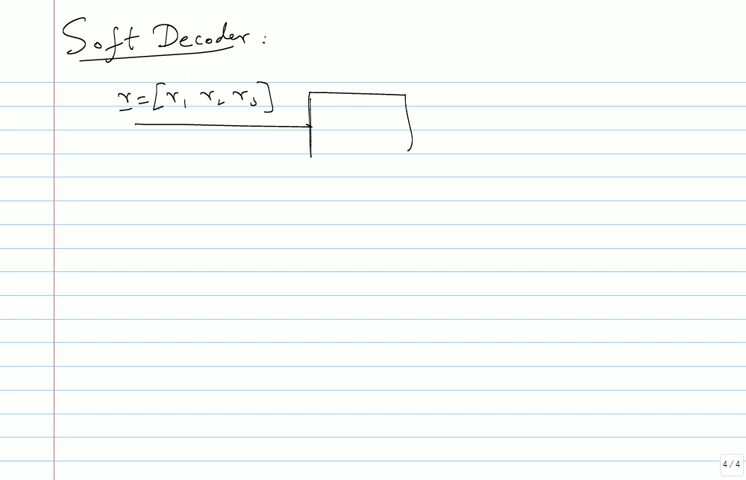 Soft Decoder :
r = [r₁ r₂ r₃]
4 / 4